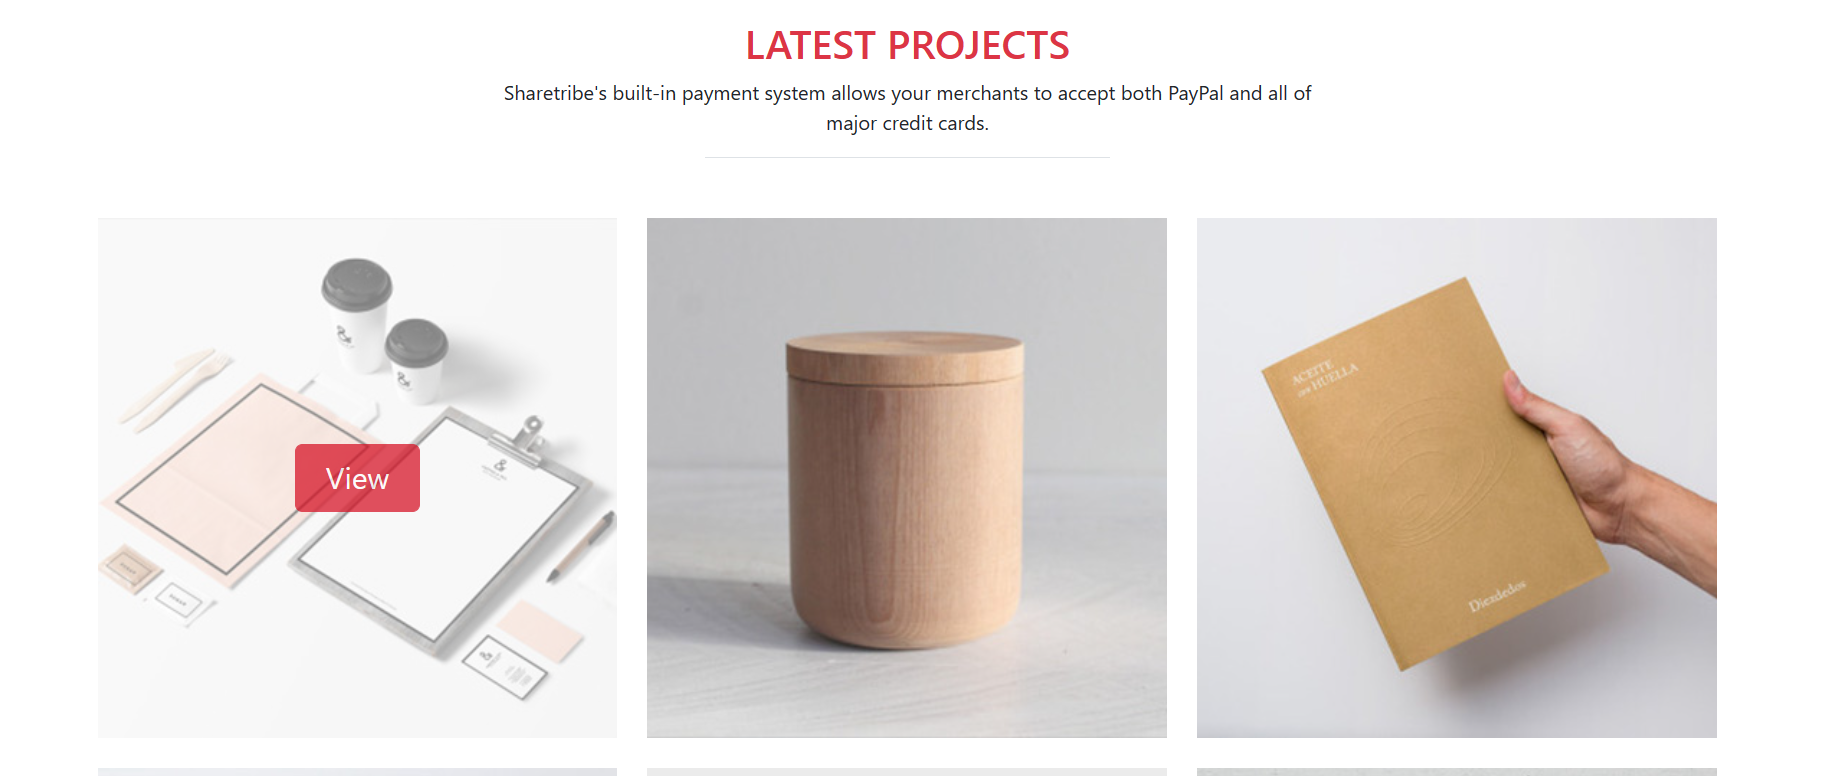 LATEST PROJECTS
Sharetribe's built-in payment system allows your merchants to accept both PayPal and all of
major credit cards.
View
ACEITE
con HUELLA
Diezdedos